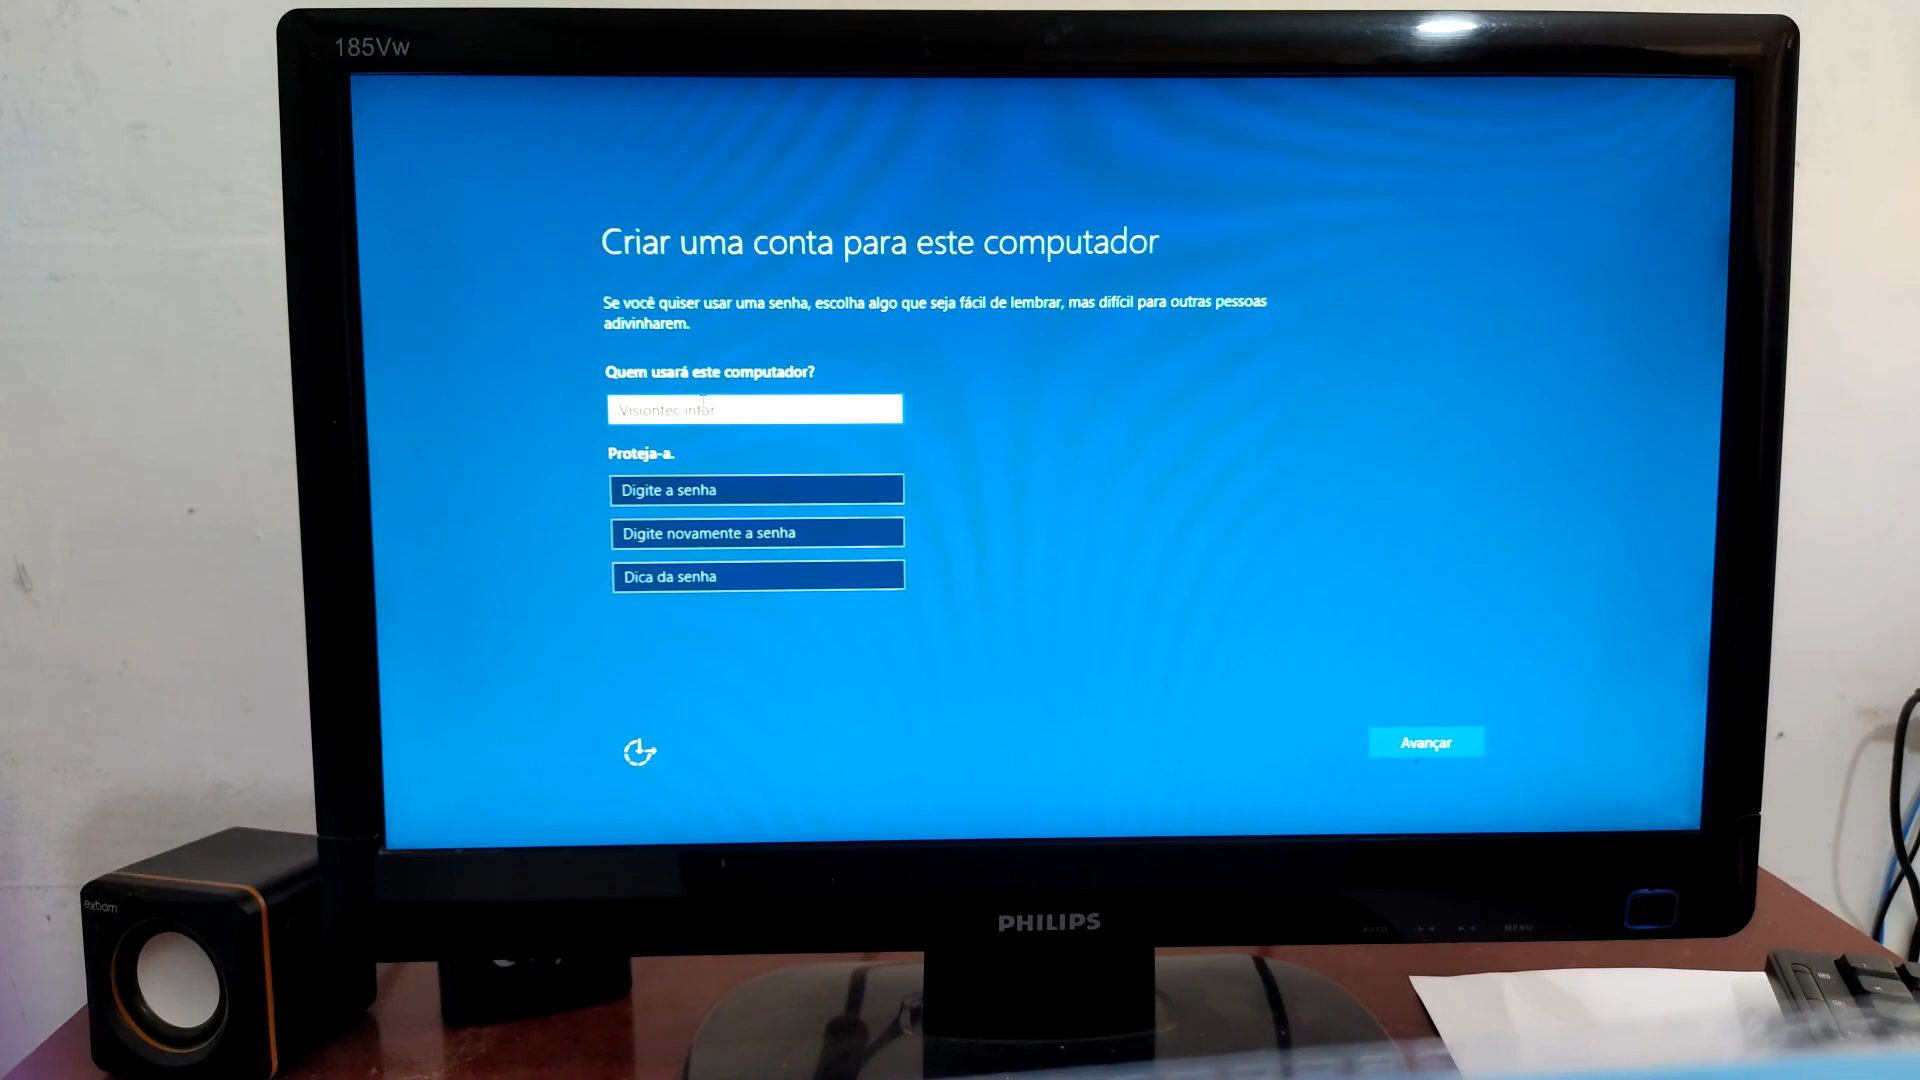 185Vw
Criar uma conta para este computador
Se você quiser usar uma senha, escolha algo que seja fácil de lembrar, mas difícil para outras pessoas
adivinharem.
Quem usará este computador?
Visiontec infor
Proteja-a.
Digite a senha
Digite novamente a senha
Dica da senha
Avançar
exbom
PHILIPS
AUTO
MENU